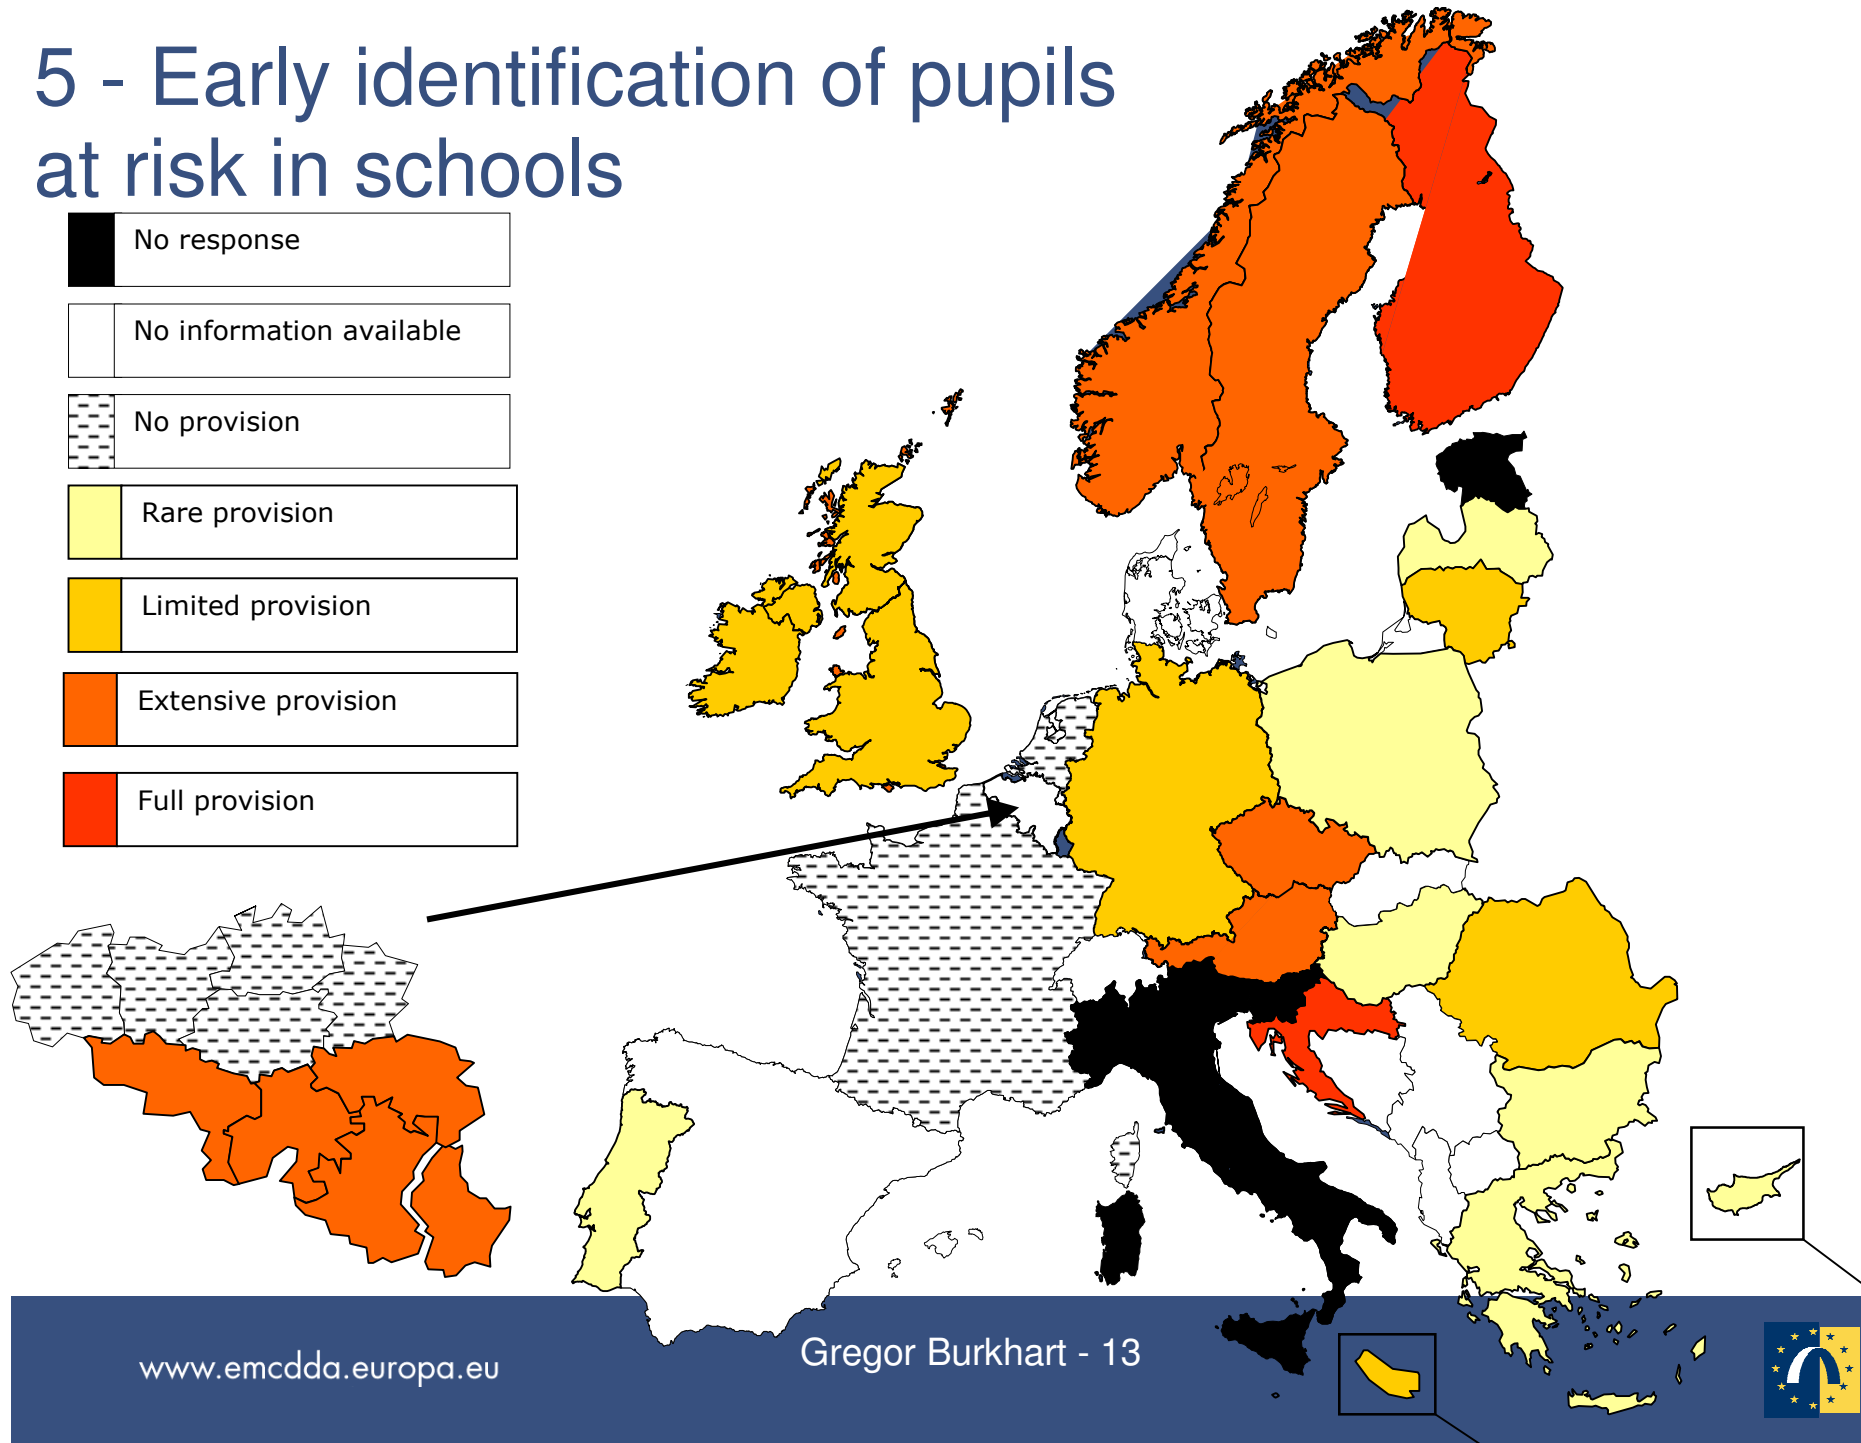 5 - Early identification of pupils
at risk in schools
No response
No information available
No provision
Rare provision
Limited provision
Extensive provision
Full provision
www.emcdda.europa.eu
Gregor Burkhart - 13